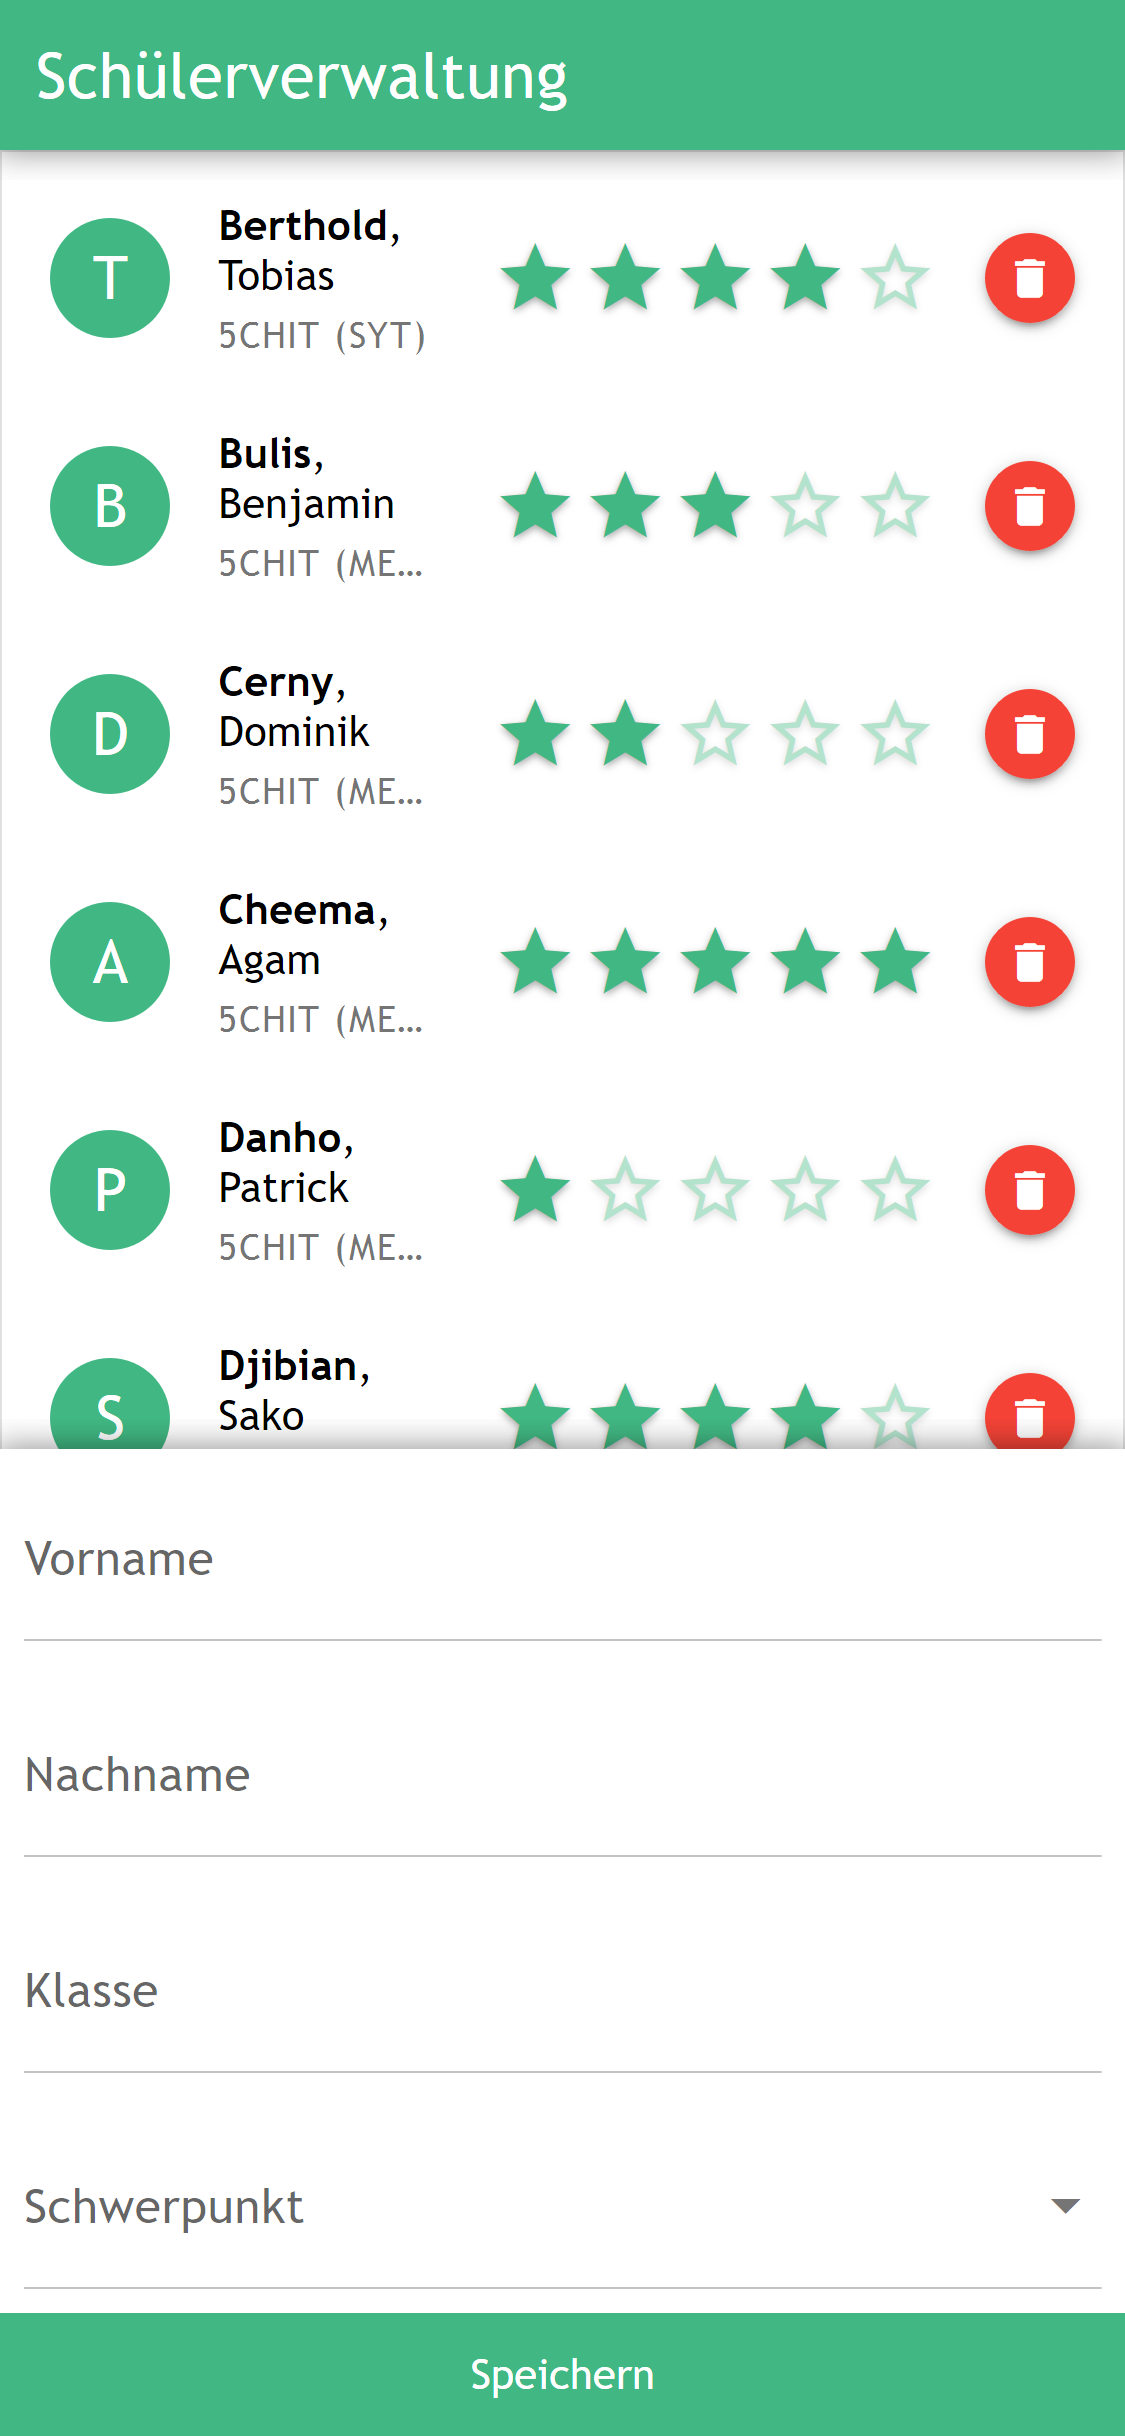 Schülerverwaltung
T
Berthold,
Tobias
5CHIT (SYT)
B
Bulis,
Benjamin
5CHIT (ME...
D
Cerny,
Dominik
5CHIT (ME...
A
Cheema,
Agam
5CHIT (ME...
P
Danho,
Patrick
5CHIT (ME...
S
Djibian,
Sako
Vorname
Nachname
Klasse
Schwerpunkt
Speichern